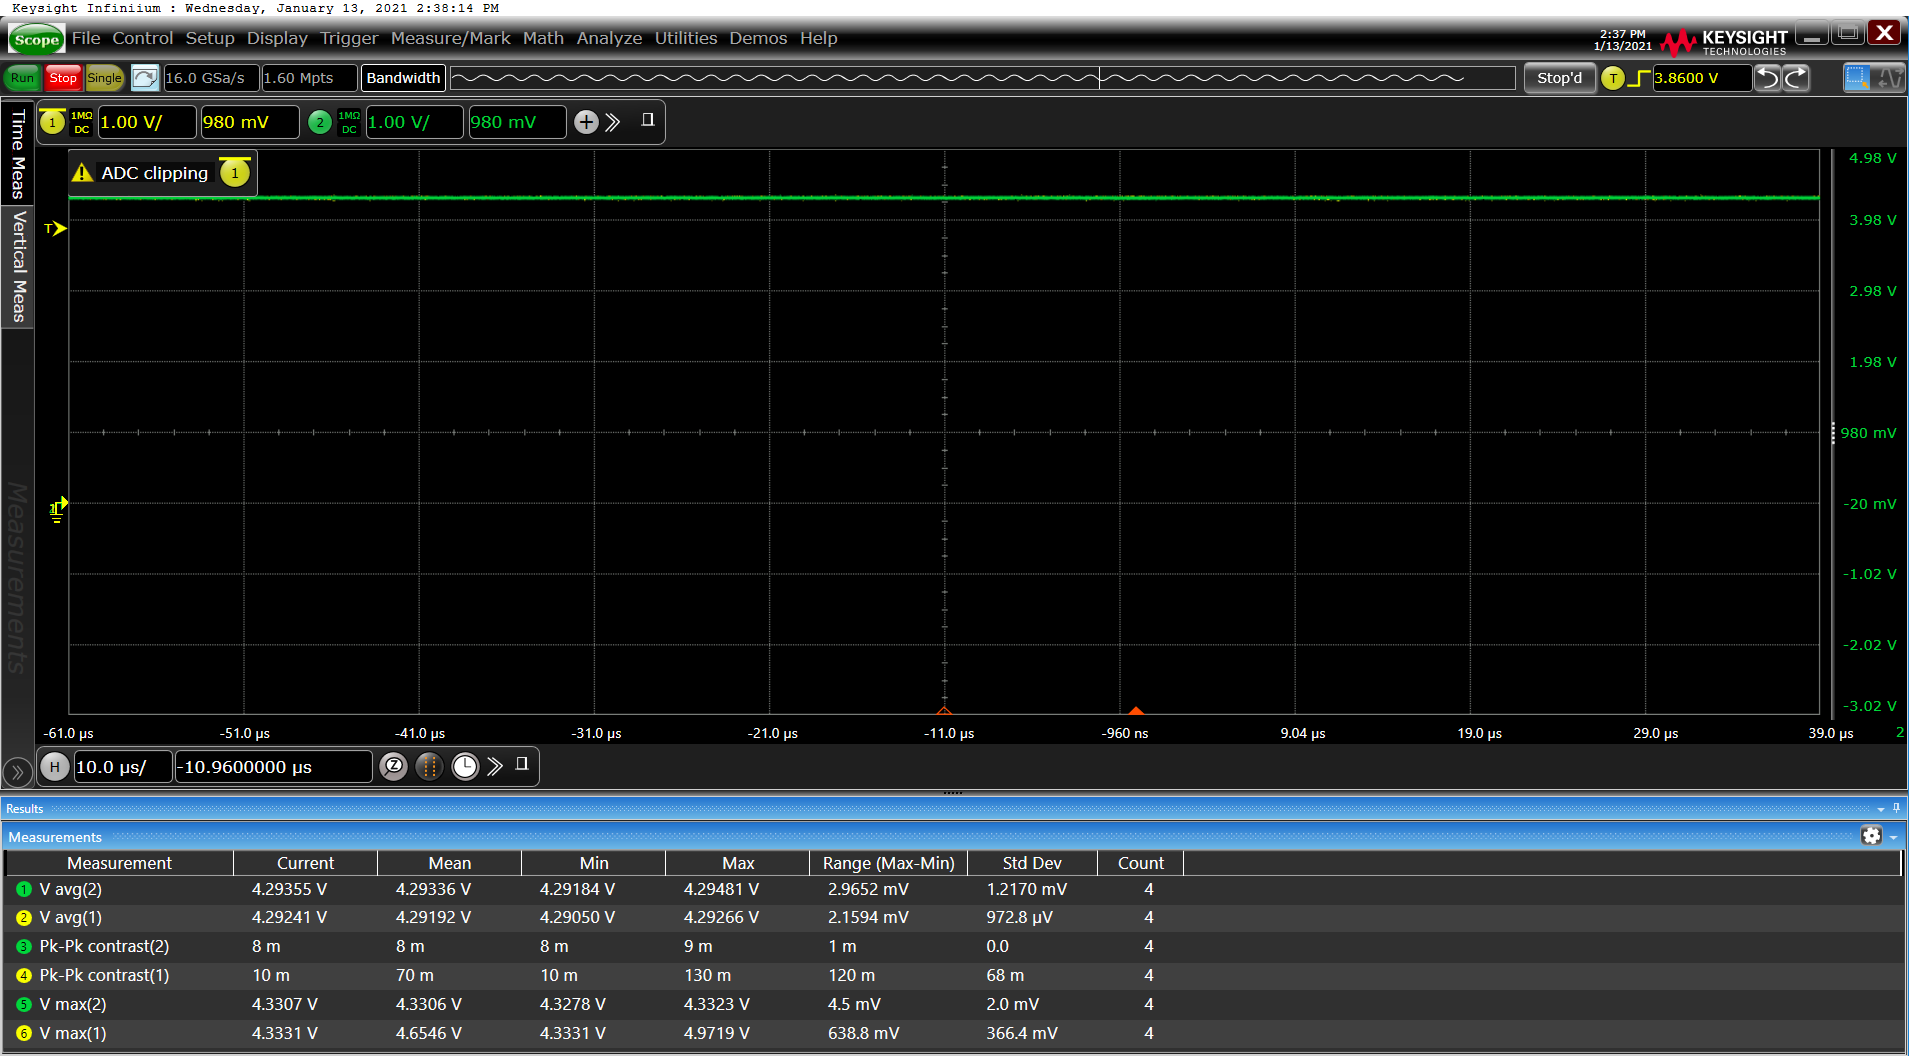 Keysight Infiniium : Wednesday, January 13, 2021 2:38:14 PM
Scope File Control Setup Display Trigger Measure/Mark Math Analyze Utilities Demos Help
2:37 PM
1/13/2021
KEYSIGHT
TECHNOLOGIES
Run Stop Single 16.0 GSa/s 1.60 Mpts Bandwidth Stop'd T 3.8600 V
1 1MΩ DC 1.00 V/ 980 mV 2 1MΩ DC 1.00 V/ 980 mV
Time Meas
Vertical Meas
Measurements
ADC clipping 1
T
4.98 V
3.98 V
2.98 V
1.98 V
980 mV
-20 mV
-1.02 V
-2.02 V
-3.02 V
-61.0 µs -51.0 µs -41.0 µs -31.0 µs -21.0 µs -11.0 µs -960 ns 9.04 µs 19.0 µs 29.0 µs 39.0 µs 2
H 10.0 µs/ -10.9600000 µs Z
Results
Measurements
Measurement Current Mean Min Max Range (Max-Min) Std Dev Count
1 V avg(2) 4.29355 V 4.29336 V 4.29184 V 4.29481 V 2.9652 mV 1.2170 mV 4
2 V avg(1) 4.29241 V 4.29192 V 4.29050 V 4.29266 V 2.1594 mV 972.8 µV 4
3 Pk-Pk contrast(2) 8 m 8 m 8 m 9 m 1 m 0.0 4
4 Pk-Pk contrast(1) 10 m 70 m 10 m 130 m 120 m 68 m 4
5 V max(2) 4.3307 V 4.3306 V 4.3278 V 4.3323 V 4.5 mV 2.0 mV 4
6 V max(1) 4.3331 V 4.6546 V 4.3331 V 4.9719 V 638.8 mV 366.4 mV 4